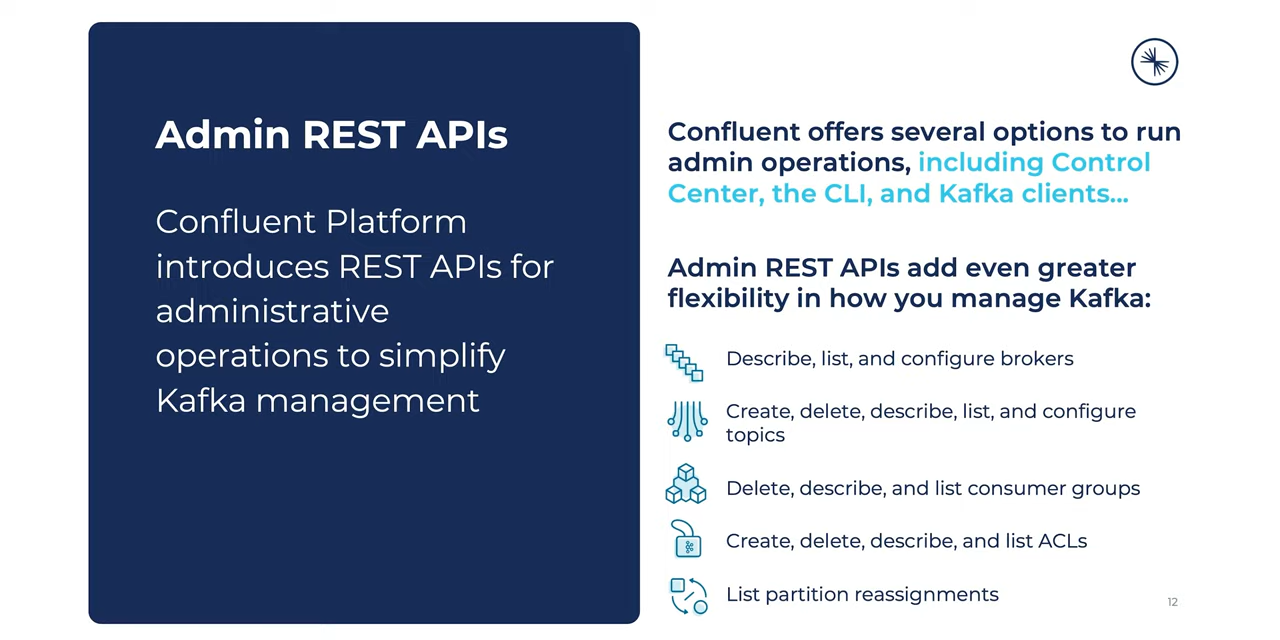 Admin REST APIs
Confluent Platform
introduces REST APIs for
administrative
operations to simplify
Kafka management
Confluent offers several options to run
admin operations, including Control
Center, the CLI, and Kafka clients...
Admin REST APIs add even greater
flexibility in how you manage Kafka:
Describe, list, and configure brokers
Create, delete, describe, list, and configure
topics
Delete, describe, and list consumer groups
Create, delete, describe, and list ACLs
List partition reassignments
12